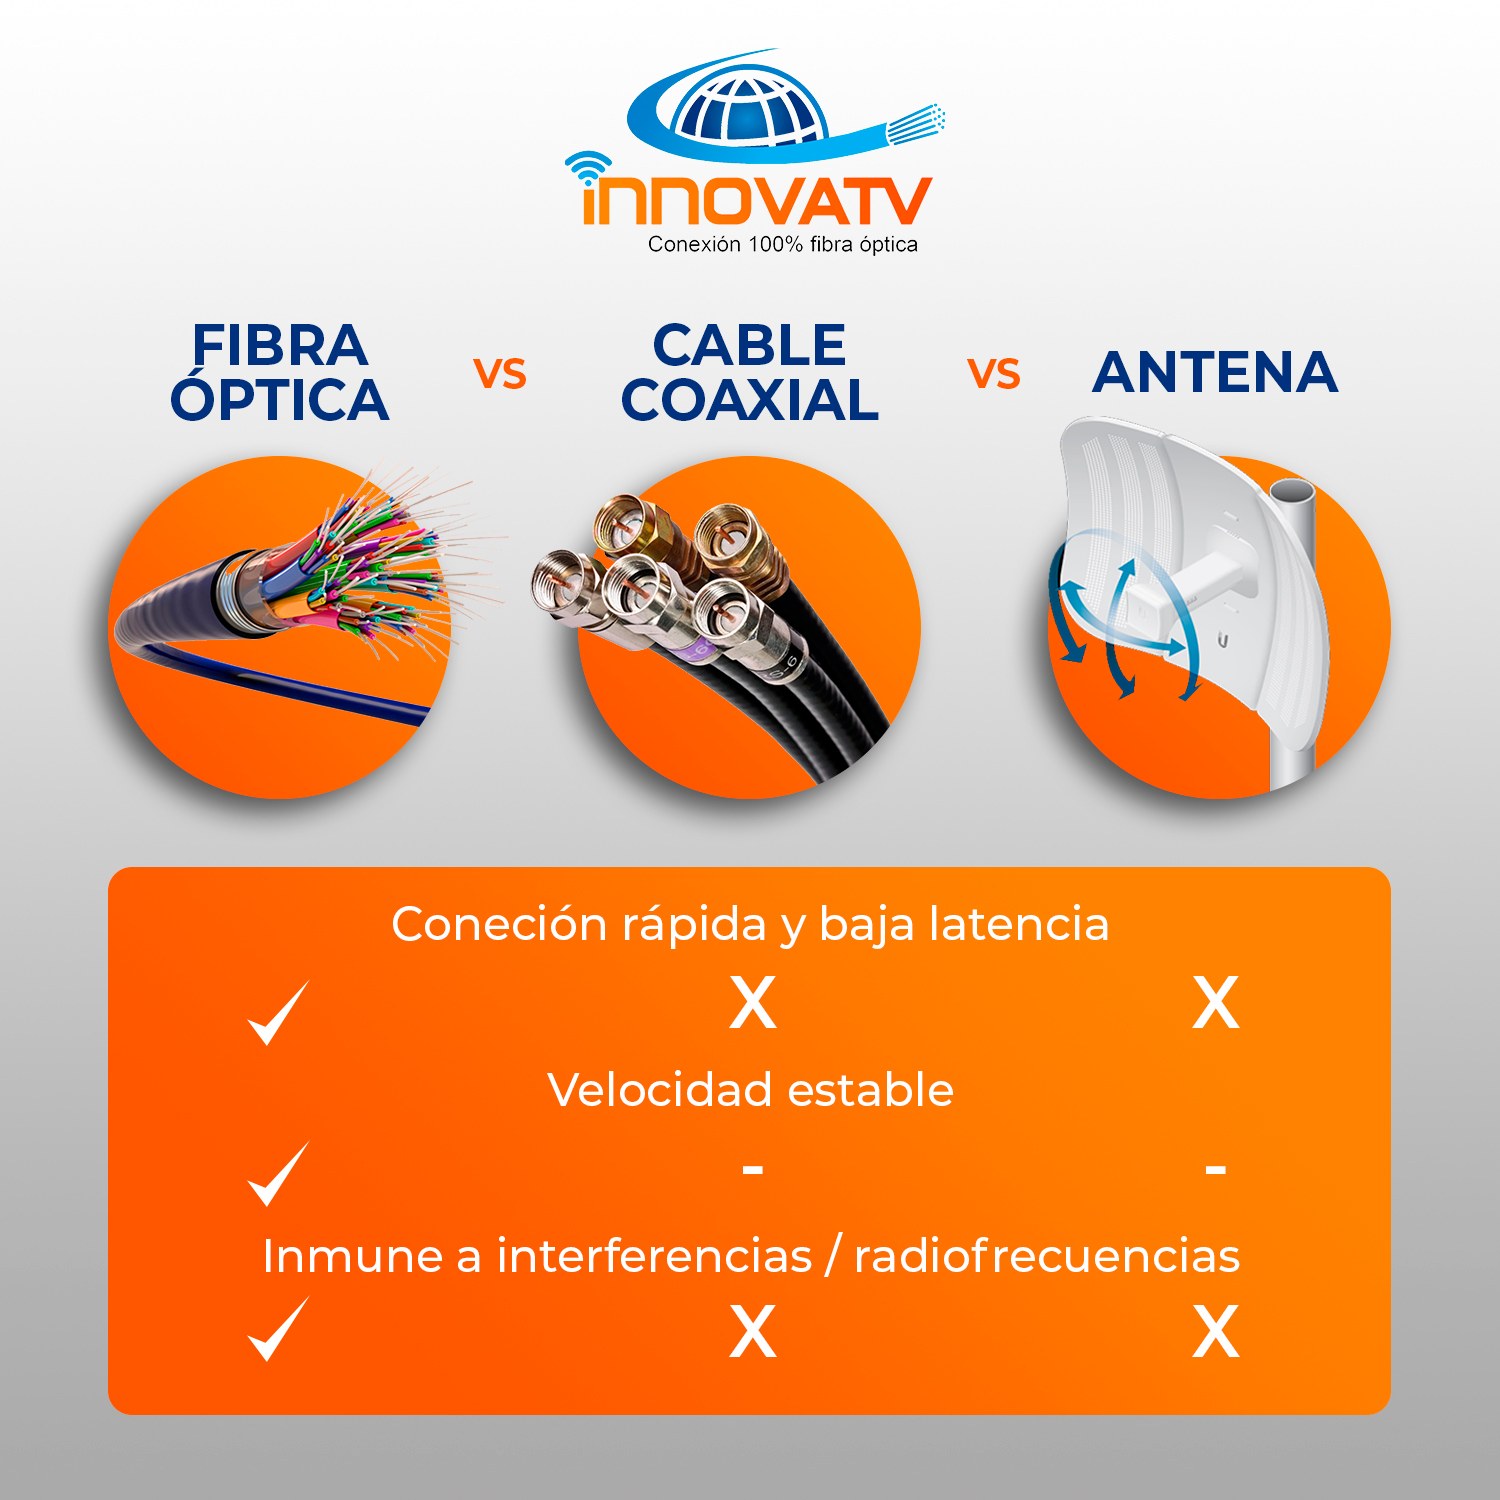 iNNOVATV
Conexión 100% fibra óptica
FIBRA
ÓPTICA
VS
CABLE
COAXIAL
VS
ANTENA
Coneción rápida y baja latencia
X
X
Velocidad estable
-
-
Inmune a interferencias / radiofrecuencias
X
X